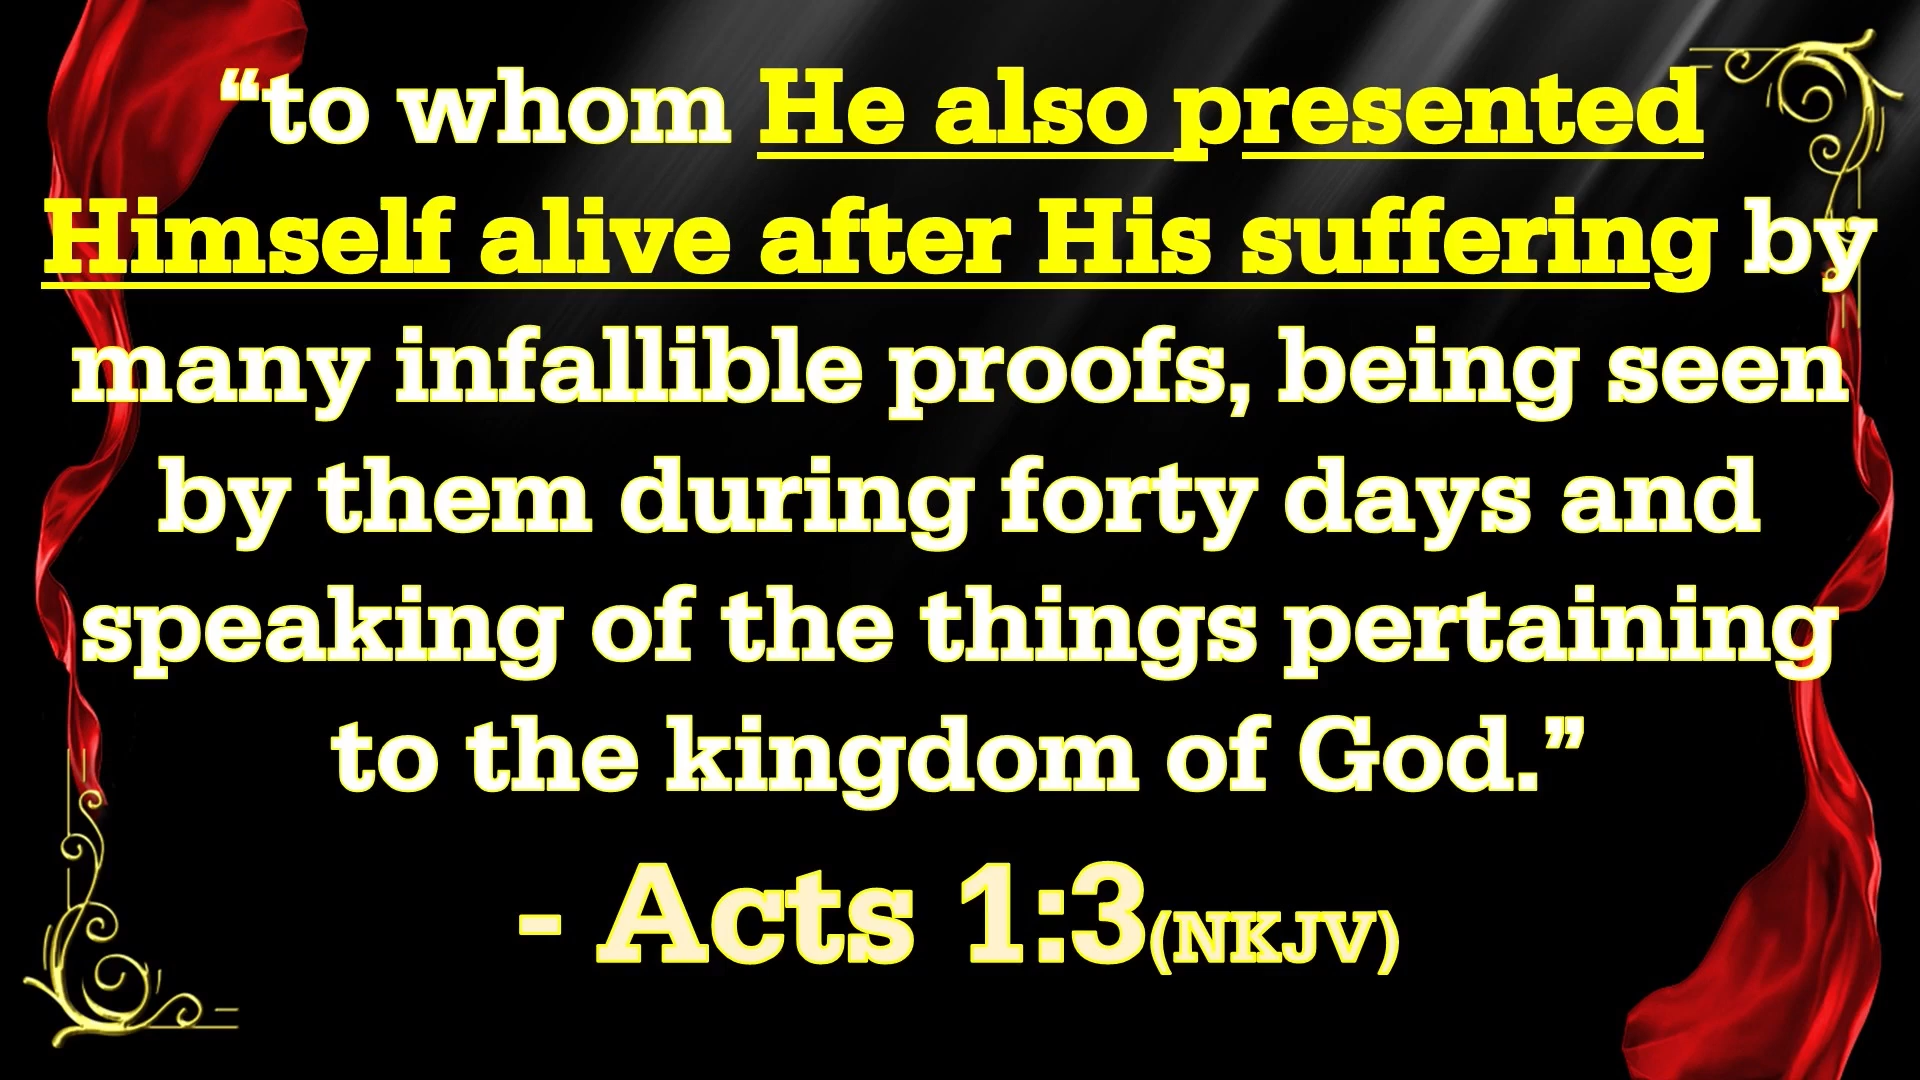 “to whom He also presented
Himself alive after His suffering by
many infallible proofs, being seen
by them during forty days and
speaking of the things pertaining
to the kingdom of God.”
- Acts 1:3(NKJV)